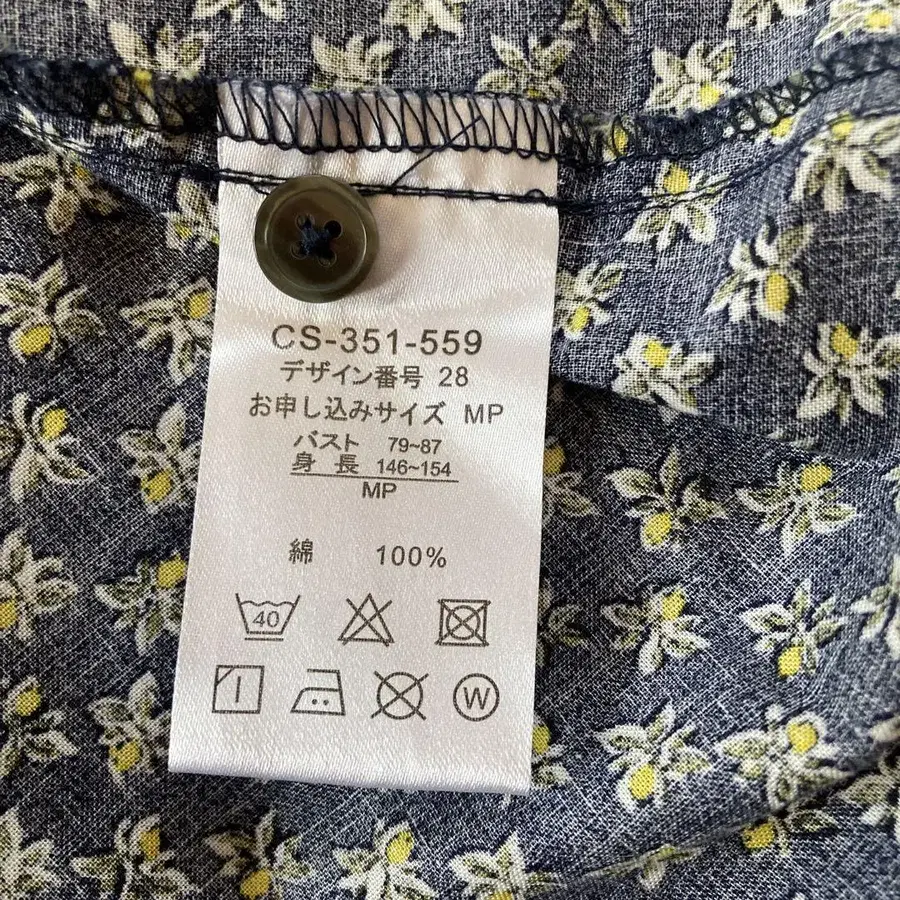 CS-351-559
デザイン番号 28
お申し込みサイズ MP
バスト 79~87
身長 146~154
MP
綿 100%
40
W